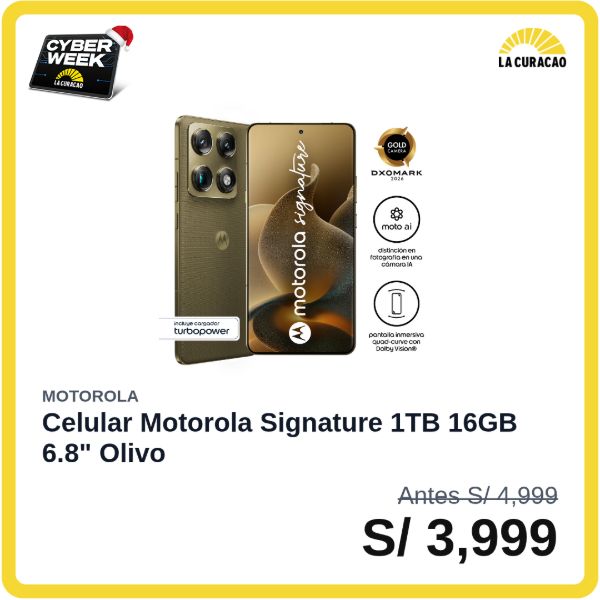 CYBER
WEEK
LA CURACAO
LA CURACAO
motorola signature
GOLD
CAMERA
DXOMARK
2026
moto ai
distinción en
fotografía en una
cámara IA
pantalla inmersiva
quad-curve con
Dolby Vision®
incluye cargador
turbopower
MOTOROLA
Celular Motorola Signature 1TB 16GB
6.8" Olivo
Antes S/ 4,999
S/ 3,999